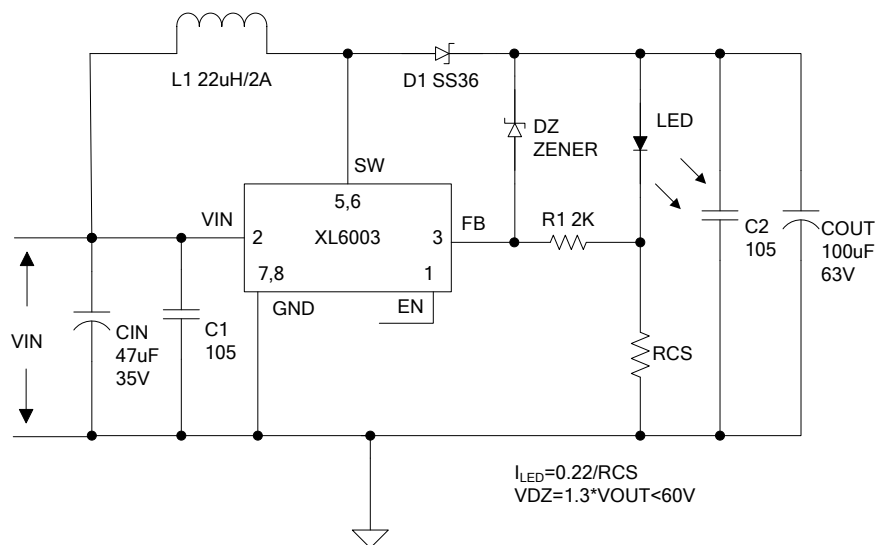 L1 22uH/2A
D1 SS36
DZ
ZENER
LED
SW
5,6
VIN
2
XL6003
3
FB
R1 2K
7,8
1
GND
EN
C2
105
COUT
100uF
63V
VIN
CIN
47uF
35V
C1
105
RCS
I_LED=0.22/RCS
VDZ=1.3*VOUT<60V